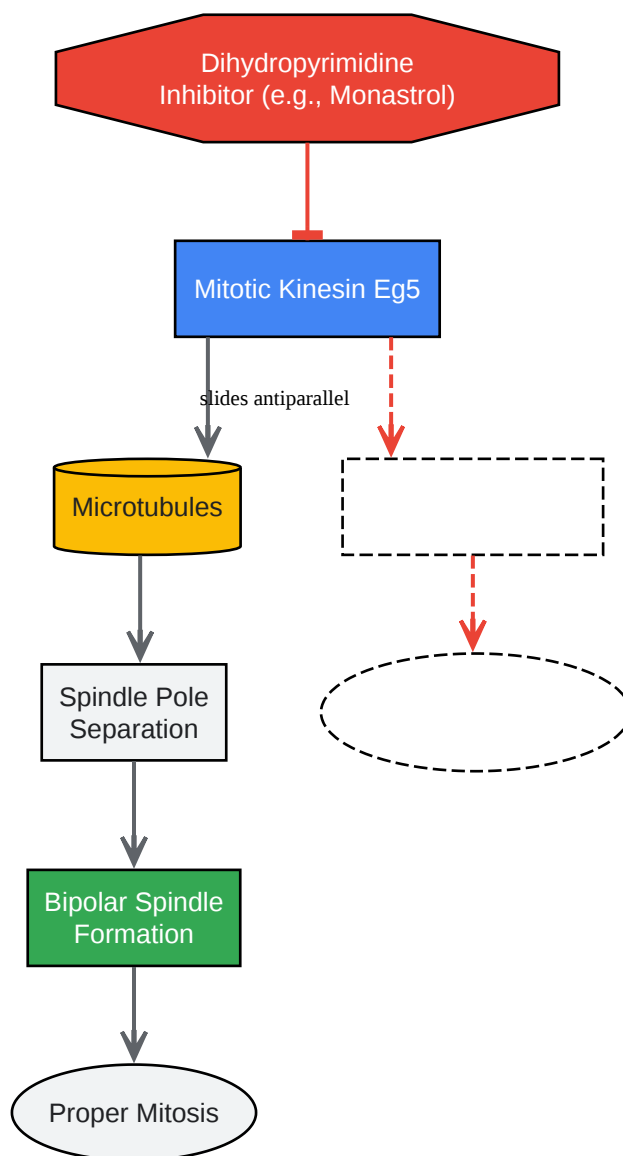 Dihydropyrimidine
Inhibitor (e.g., Monastrol)
Mitotic Kinesin Eg5
slides antiparallel
Microtubules
Spindle Pole
Separation
Bipolar Spindle
Formation
Proper Mitosis